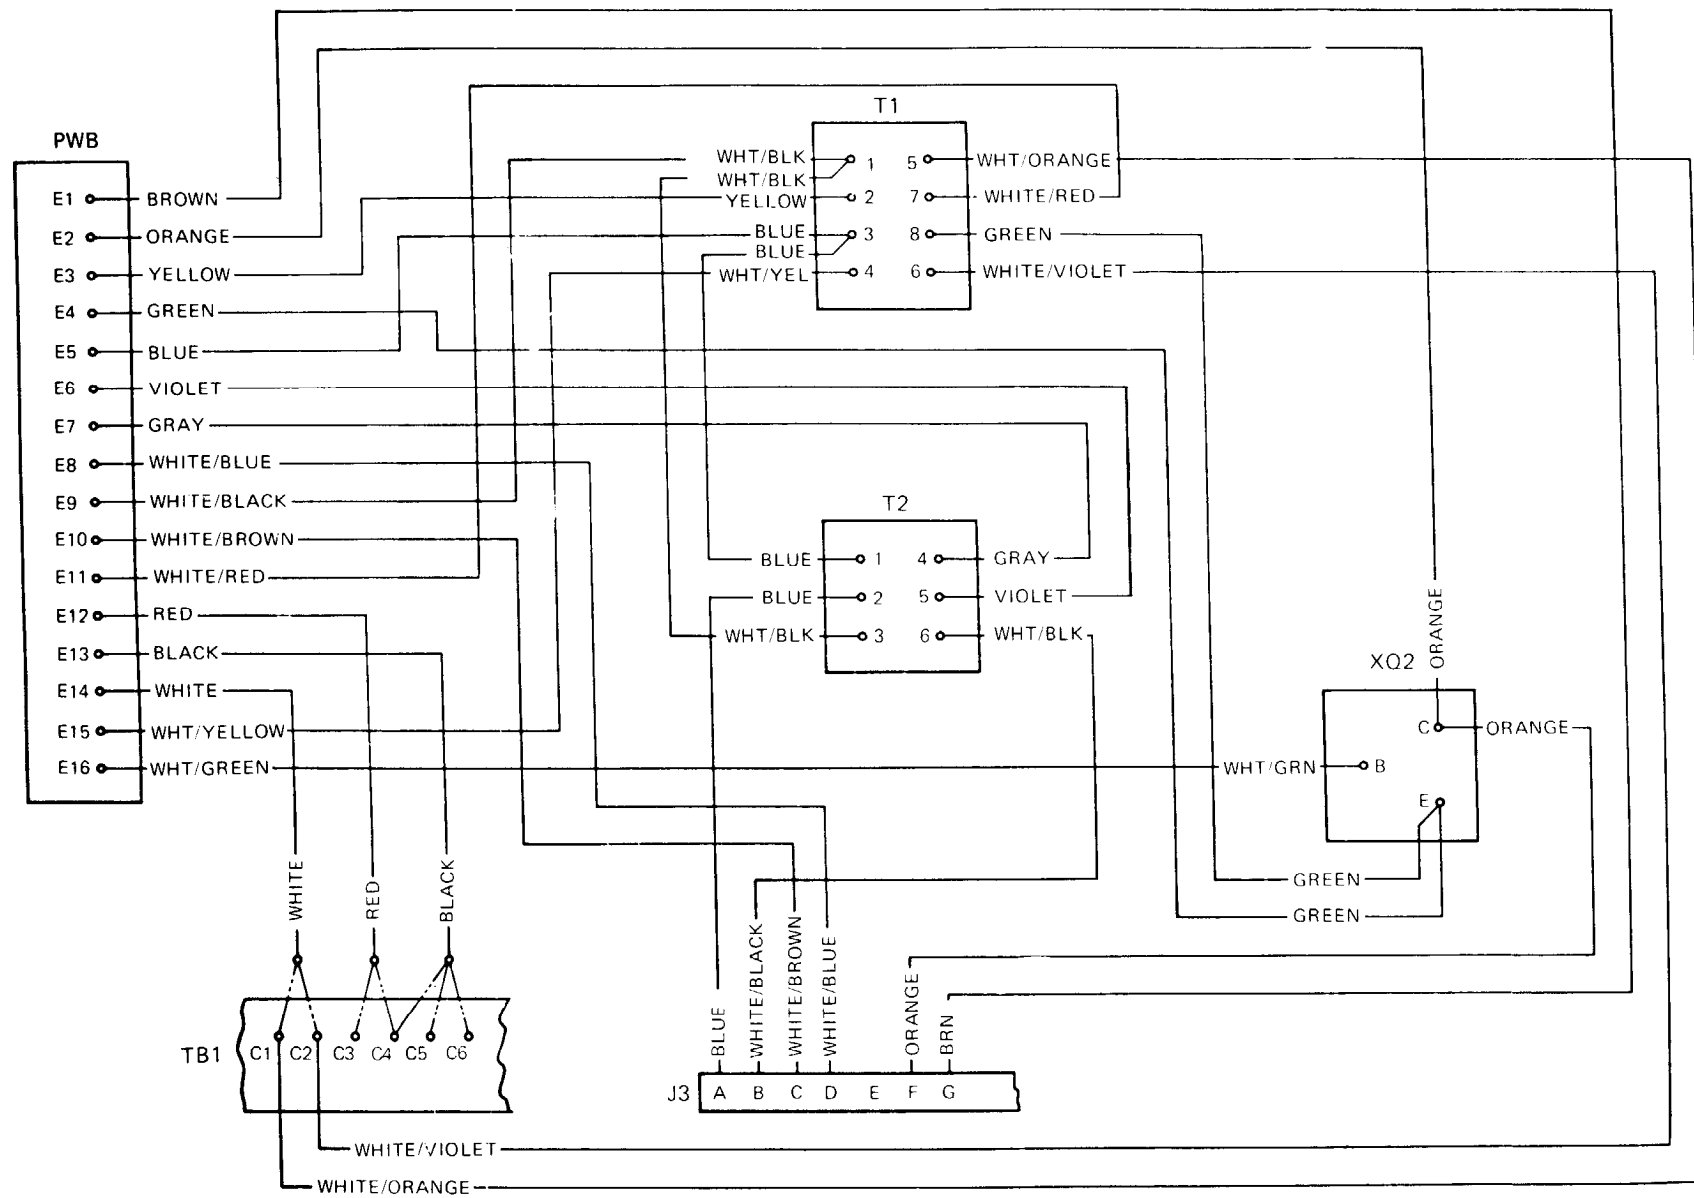 PWB
E1 BROWN
E2 ORANGE
E3 YELLOW
E4 GREEN
E5 BLUE
E6 VIOLET
E7 GRAY
E8 WHITE/BLUE
E9 WHITE/BLACK
E10 WHITE/BROWN
E11 WHITE/RED
E12 RED
E13 BLACK
E14 WHITE
E15 WHT/YELLOW
E16 WHT/GREEN
T1
WHT/BLK 1 5 WHT/ORANGE
WHT/BLK
YELLOW 2 7 WHITE/RED
BLUE 3 8 GREEN
BLUE
WHT/YEL 4 6 WHITE/VIOLET
T2
BLUE 1 4 GRAY
BLUE 2 5 VIOLET
WHT/BLK 3 6 WHT/BLK
ORANGE
XQ2
C ORANGE
WHT/GRN B
E
GREEN
GREEN
WHITE
RED
BLACK
TB1 C1 C2 C3 C4 C5 C6
BLUE
WHITE/BLACK
WHITE/BROWN
WHITE/BLUE
ORANGE
BRN
J3 A B C D E F G
WHITE/VIOLET
WHITE/ORANGE